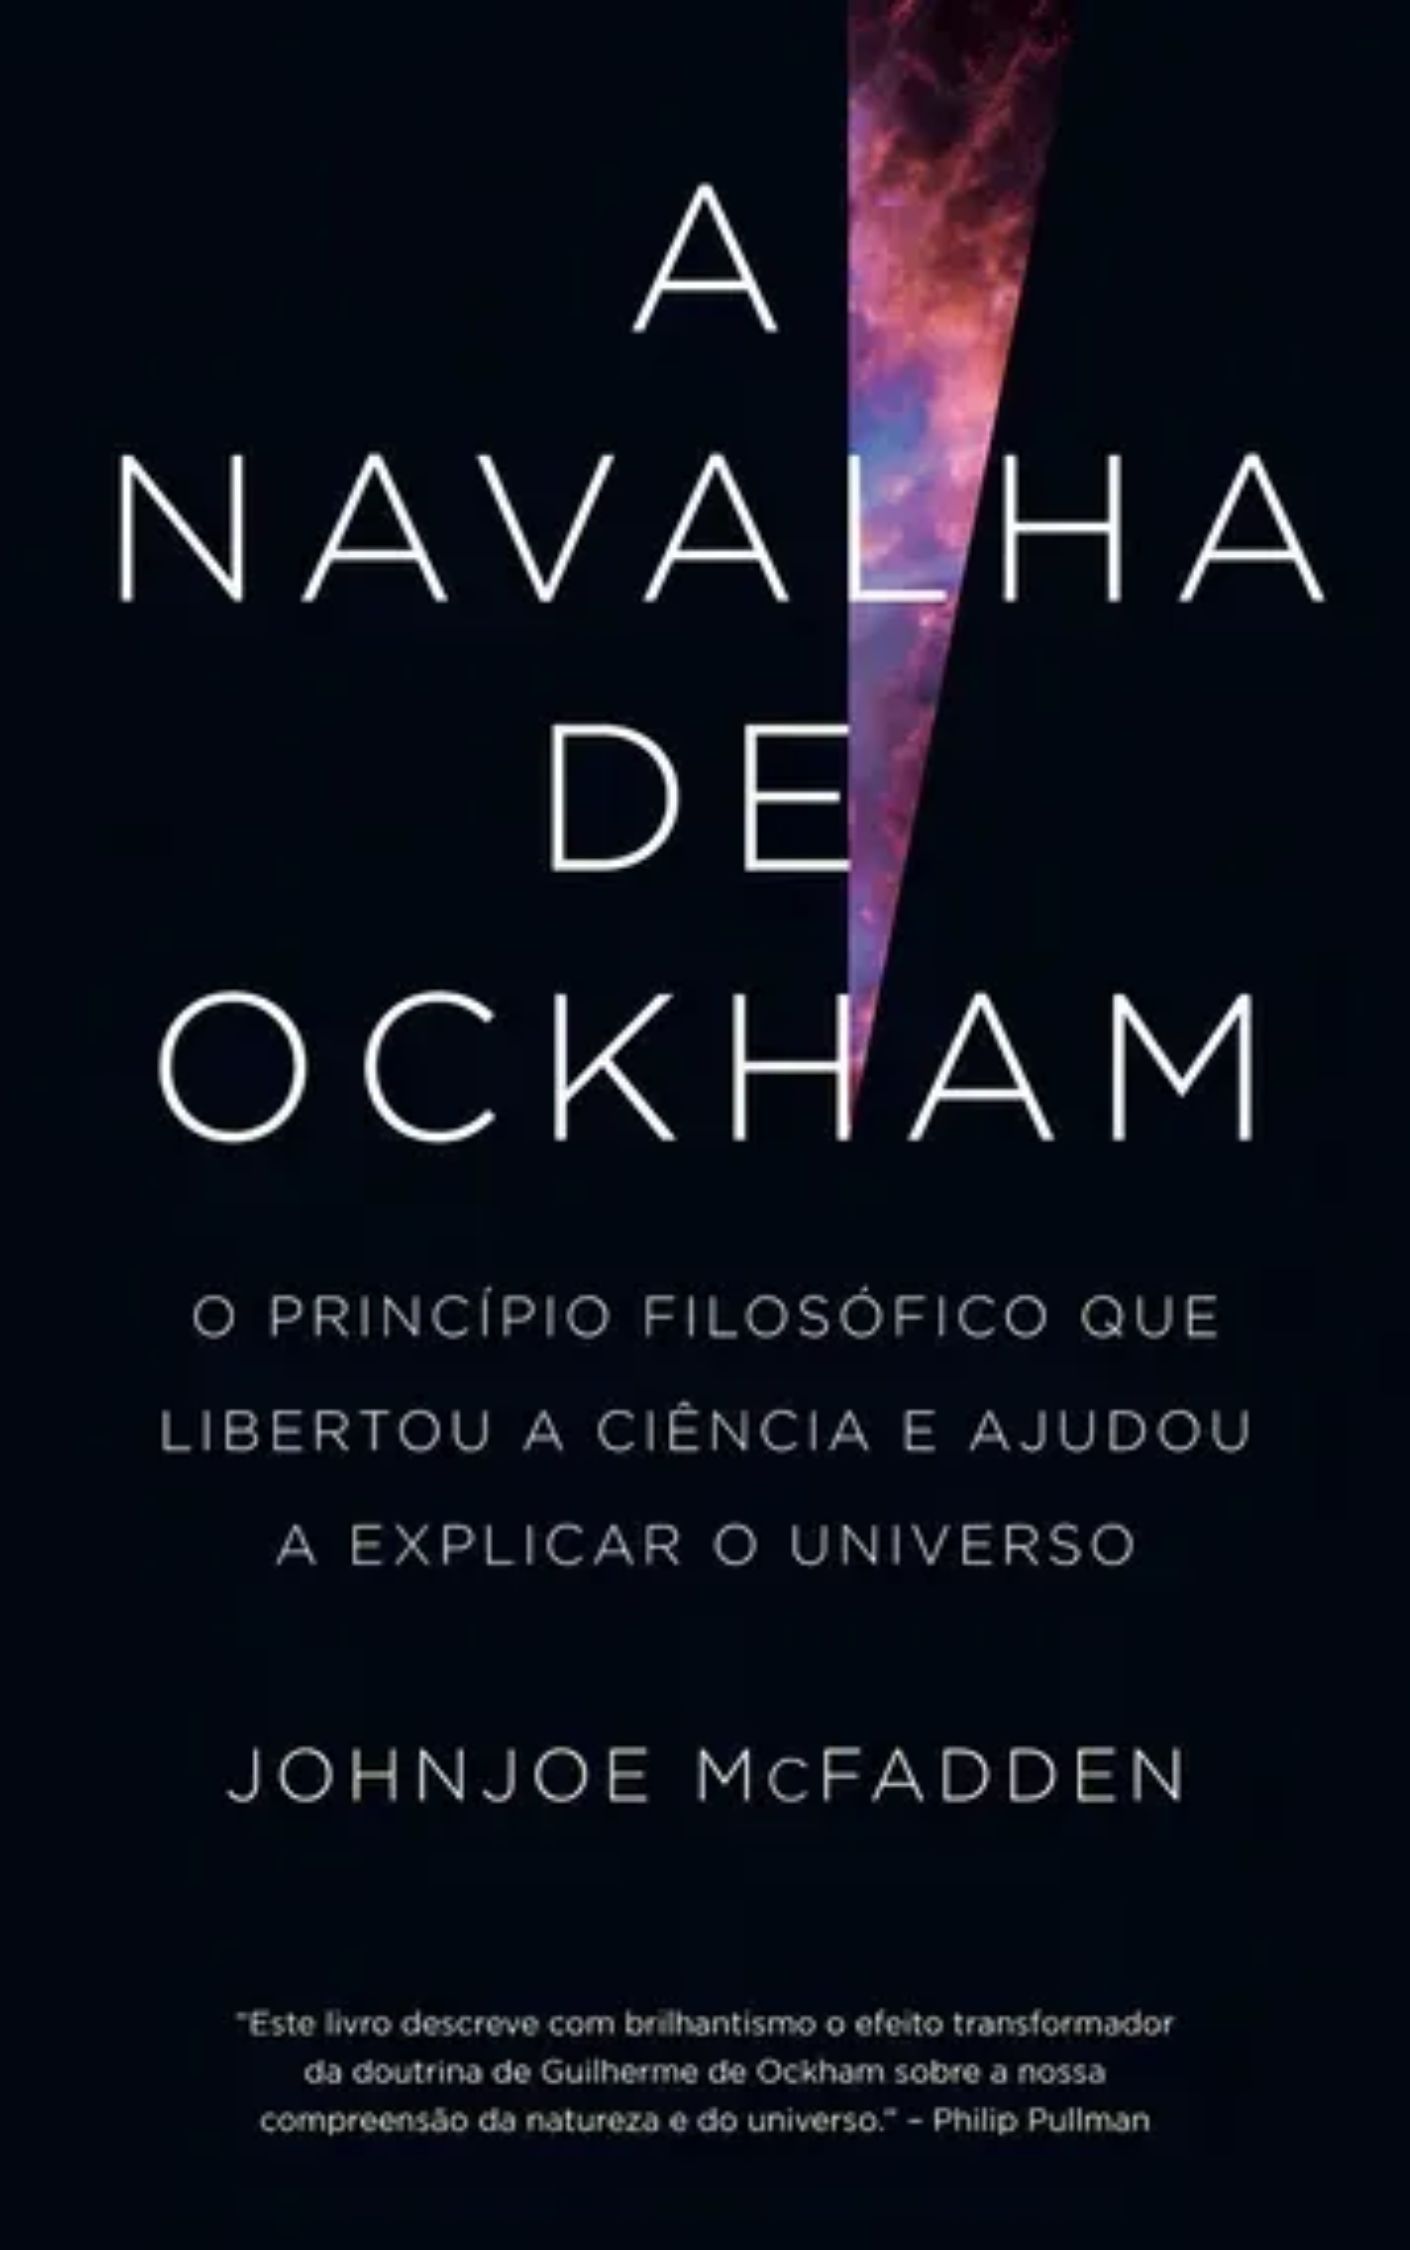 A
NAVALHA
DE
OCKHAM
O PRINCÍPIO FILOSÓFICO QUE
LIBERTOU A CIÊNCIA E AJUDOU
A EXPLICAR O UNIVERSO
JOHNJOE McFADDEN
"Este livro descreve com brilhantismo o efeito transformador
da doutrina de Guilherme de Ockham sobre a nossa
compreensão da natureza e do universo." – Philip Pullman